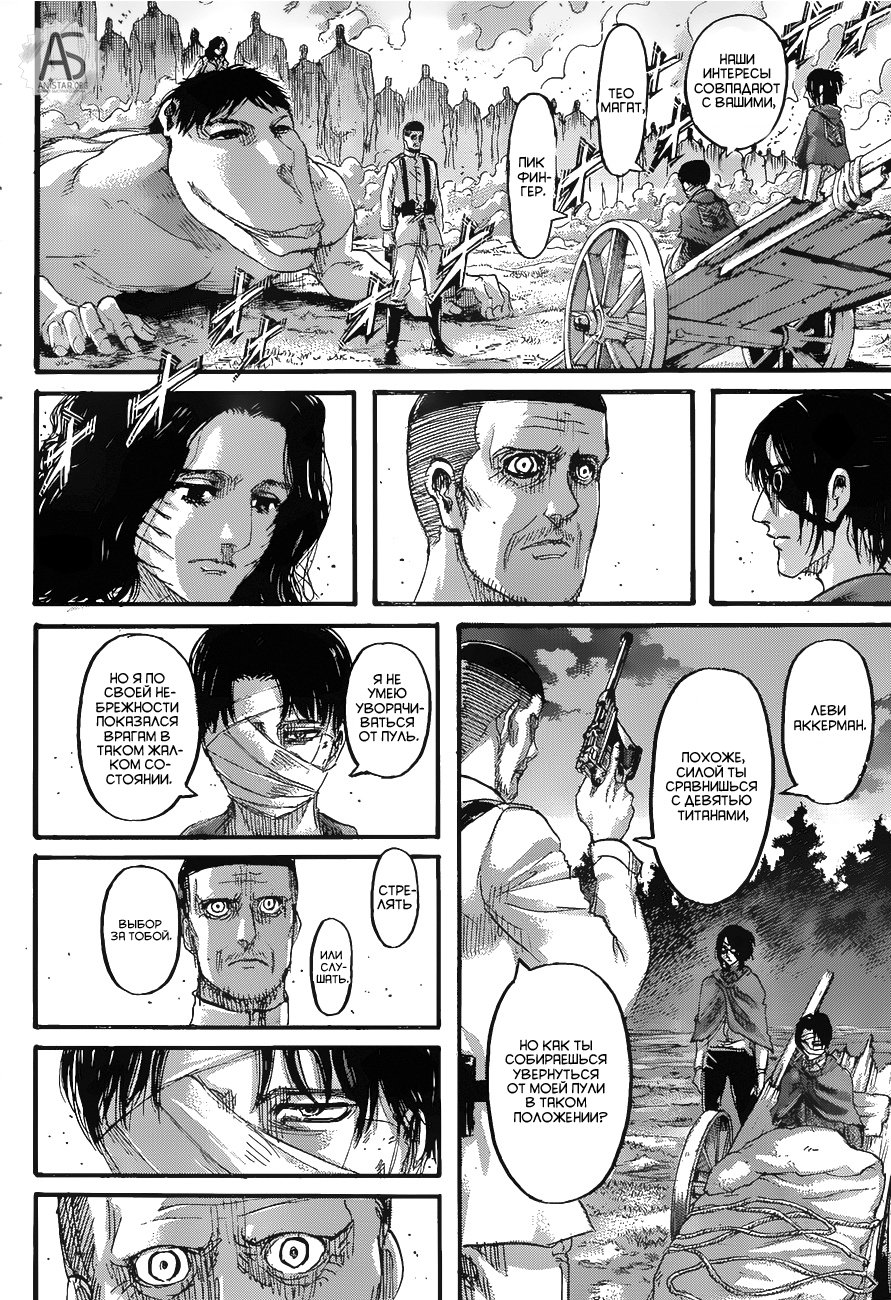 AS
ANISTAR.ORG
НАШИ
ИНТЕРЕСЫ
СОВПАДАЮТ
С ВАШИМИ,
ТЕО
МАГАТ,
ПИК
ФИН-
ГЕР.
ЛЕВИ
АККЕРМАН.
ПОХОЖЕ,
СИЛОЙ ТЫ
СРАВНИШЬСЯ
С ДЕВЯТЬЮ
ТИТАНАМИ,
НО КАК ТЫ
СОБИРАЕШЬСЯ
УВЕРНУТЬСЯ
ОТ МОЕЙ ПУЛИ
В ТАКОМ
ПОЛОЖЕНИИ?
Я НЕ
УМЕЮ
УВОРАЧИ-
ВАТЬСЯ
ОТ ПУЛЬ.
НО Я ПО
СВОЕЙ НЕ-
БРЕЖНОСТИ
ПОКАЗАЛСЯ
ВРАГАМ В
ТАКОМ ЖАЛ-
КОМ СО-
СТОЯНИИ.
СТРЕ-
ЛЯТЬ
ИЛИ СЛУ-
ШАТЬ.
ВЫБОР
ЗА ТОБОЙ.